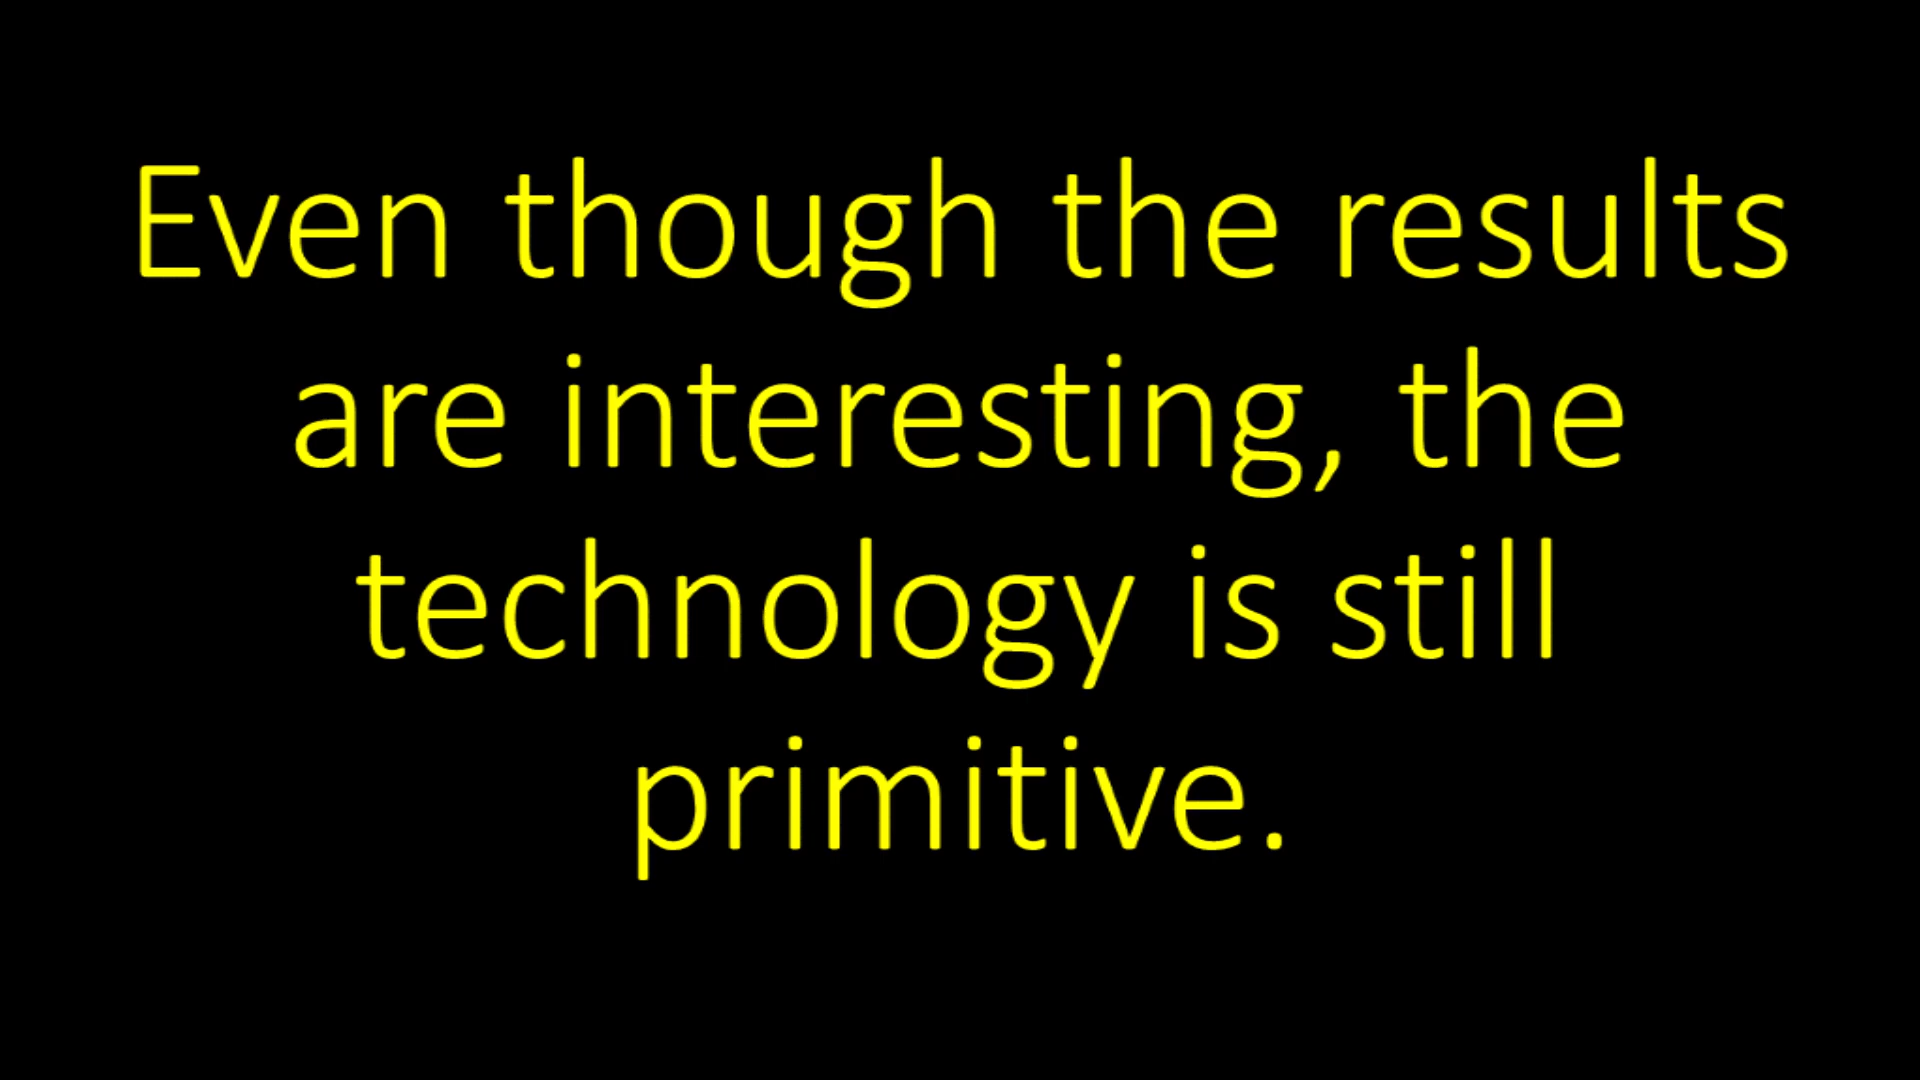 Even though the results
are interesting, the
technology is still
primitive.